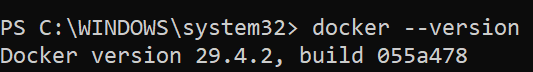 PS C:\WINDOWS\system32> docker --version
Docker version 29.4.2, build 055a478